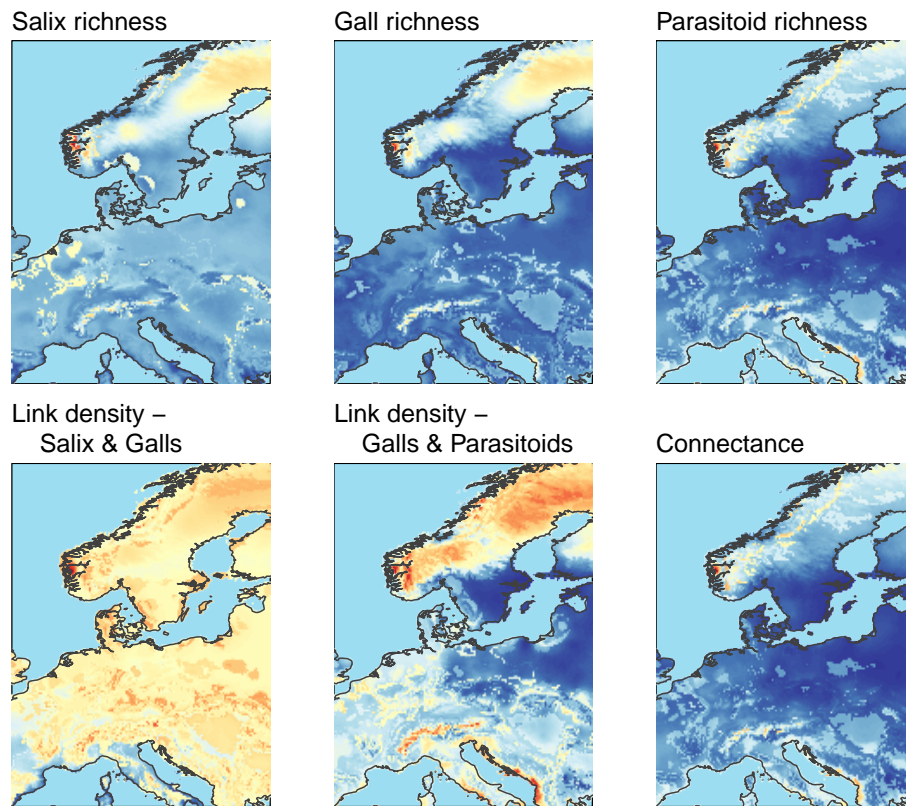 Salix richness
Gall richness
Parasitoid richness
Link density –
Salix & Galls
Link density –
Galls & Parasitoids
Connectance